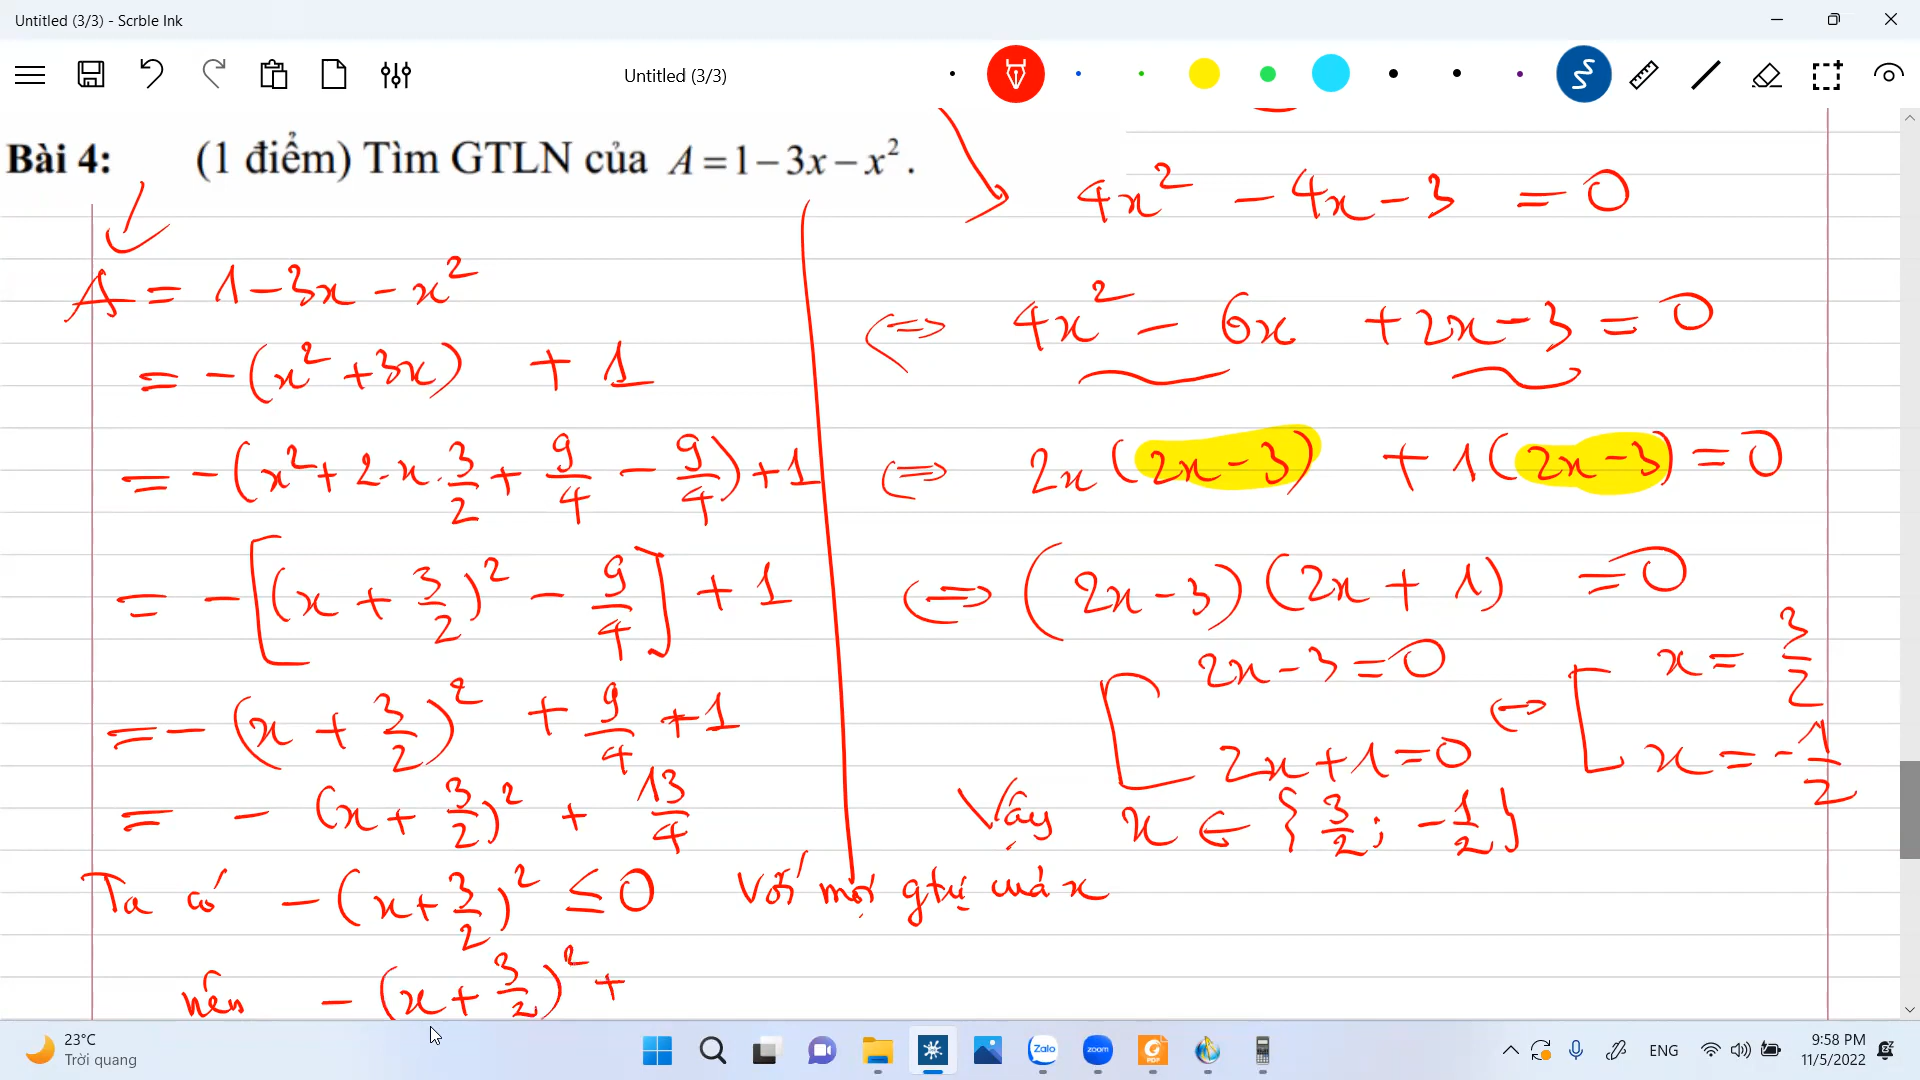 Untitled (3/3) - Scrble Ink
Untitled (3/3)
Bài 4: (1 điểm) Tìm GTLN của A = 1 − 3x − x².
A = 1 − 3x − x²
= −(x² + 3x) + 1
= −(x² + 2·x·3/2 + 9/4 − 9/4) + 1
= −[(x + 3/2)² − 9/4] + 1
= −(x + 3/2)² + 9/4 + 1
= −(x + 3/2)² + 13/4
Ta có −(x + 3/2)² ≤ 0 với mọi gtrị của x
nên −(x + 3/2)² +
4x² − 4x − 3 = 0
⇔ 4x² − 6x + 2x − 3 = 0
⇔ 2x(2x − 3) + 1(2x − 3) = 0
⇔ (2x − 3)(2x + 1) = 0
[ 2x − 3 = 0 ⇔ [ x = 3/2
2x + 1 = 0 x = −1/2
Vậy x ∈ {3/2; −1/2}
23°C
Trời quang
Zalo
zoom
PDF
ENG
9:58 PM
11/5/2022